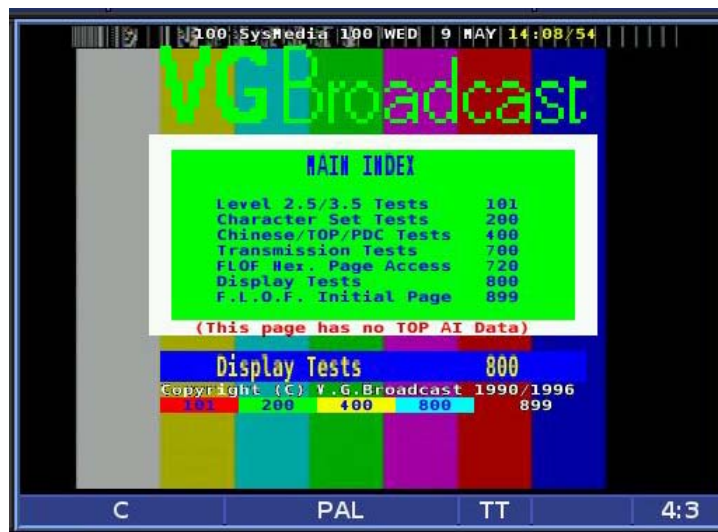 100 SysMedia 100 WED 9 MAY 14:08/54
VG Broadcast
MAIN INDEX
Level 2.5/3.5 Tests 101
Character Set Tests 200
Chinese/TOP/PDC Tests 400
Transmission Tests 700
FLOF Hex. Page Access 720
Display Tests 800
F.L.O.F. Initial Page 899
(This page has no TOP AI Data)
Display Tests 800
Copyright (C) V.G.Broadcast 1990/1996
101 200 400 800 899
C PAL TT 4:3